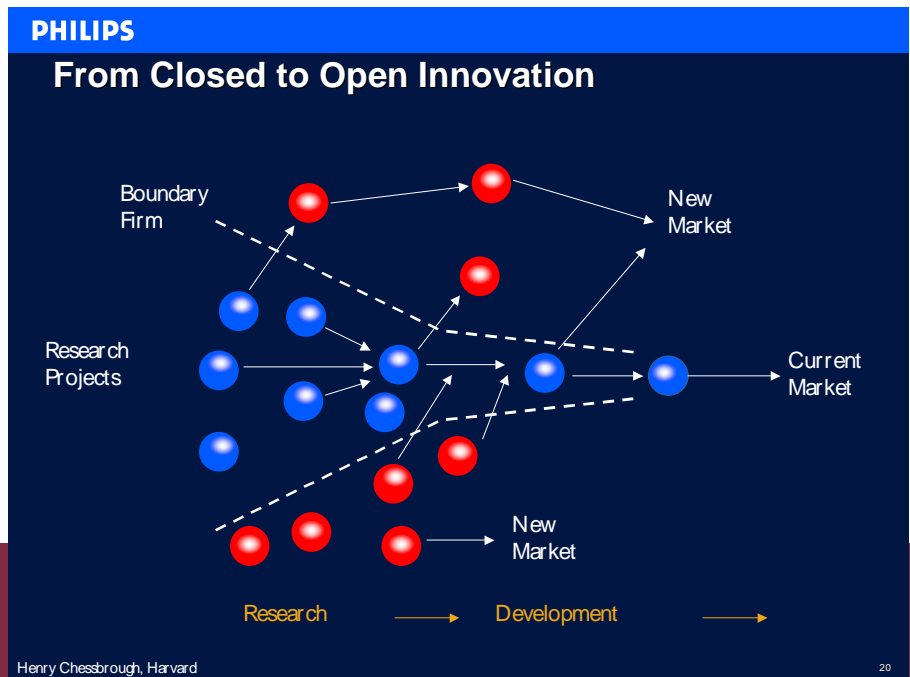 PHILIPS
From Closed to Open Innovation
Boundary
Firm
New
Market
Research
Projects
Current
Market
New
Market
Research
Development
Henry Chessbrough, Harvard
20